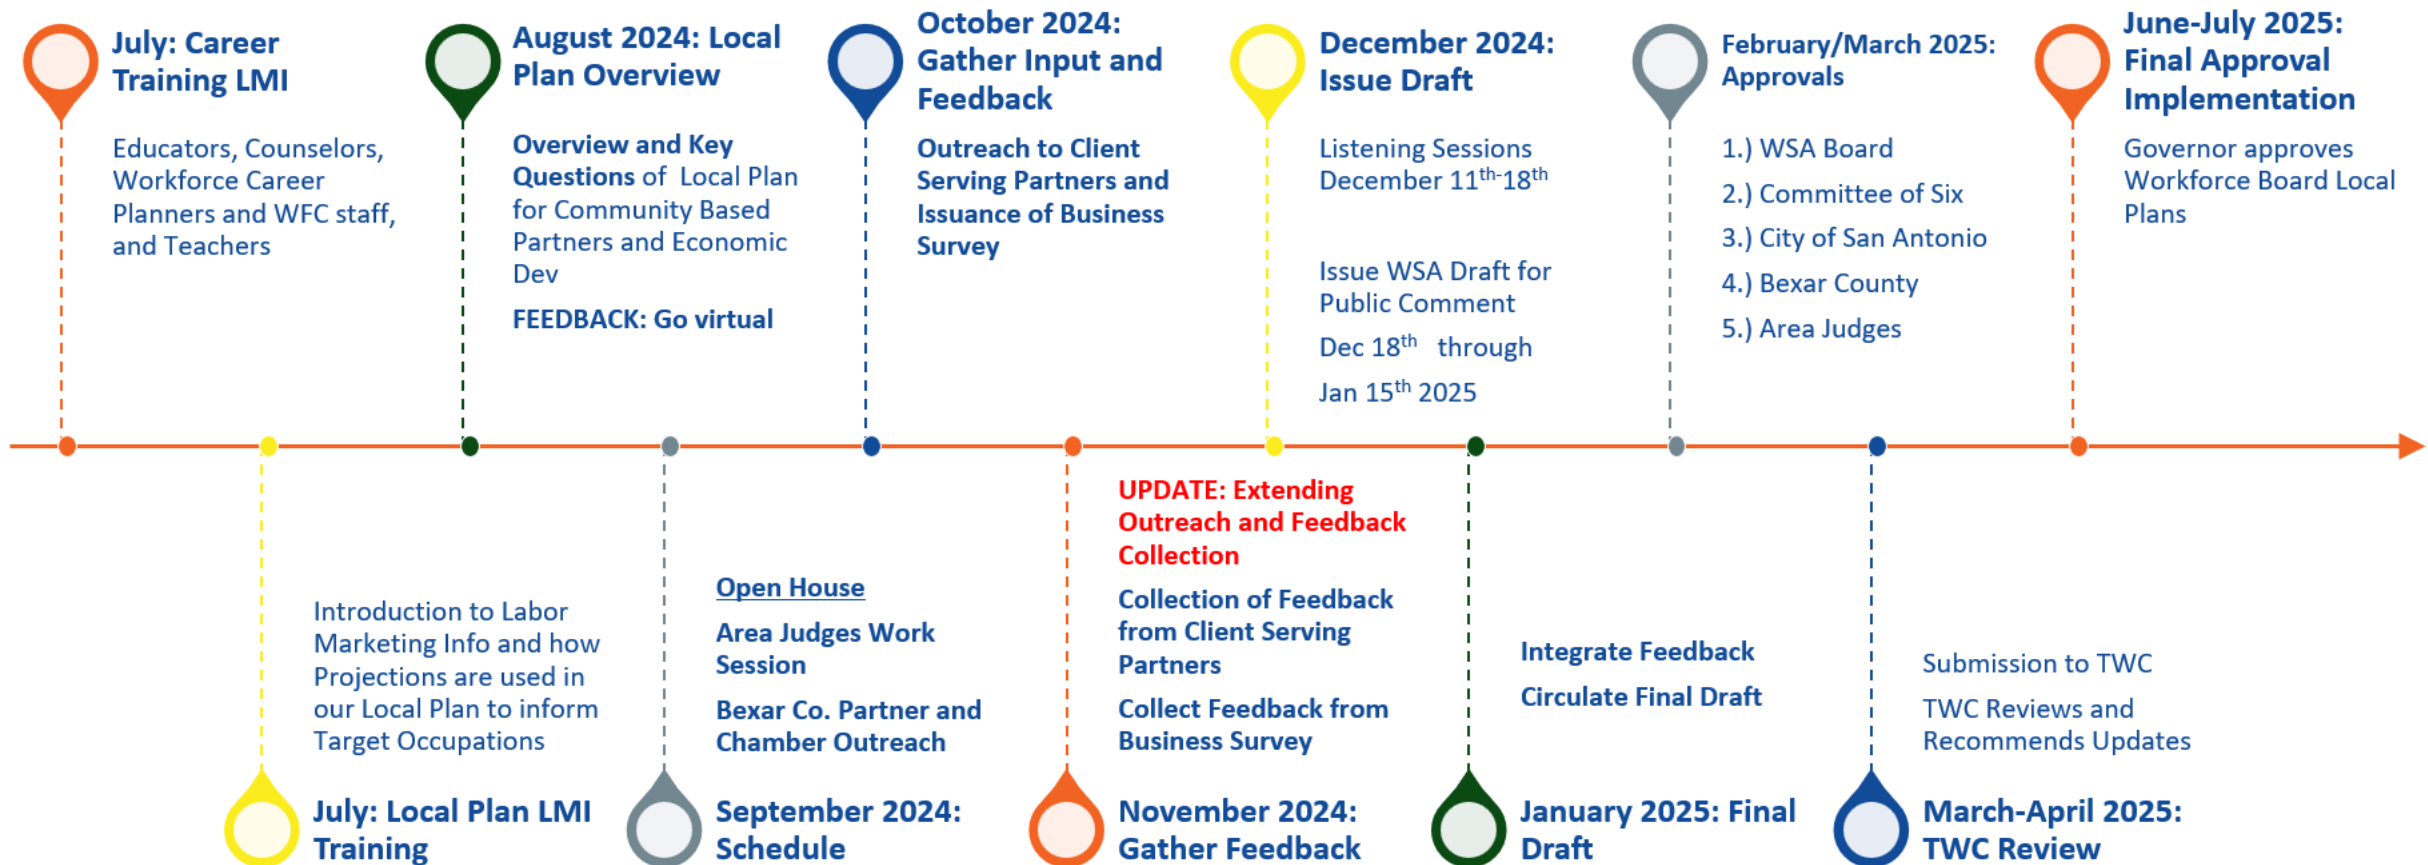 July: Career
Training LMI
Educators, Counselors,
Workforce Career
Planners and WFC staff,
and Teachers
Introduction to Labor
Marketing Info and how
Projections are used in
our Local Plan to inform
Target Occupations
July: Local Plan LMI
Training
August 2024: Local
Plan Overview
Overview and Key
Questions of Local Plan
for Community Based
Partners and Economic
Dev
FEEDBACK: Go virtual
Open House
Area Judges Work
Session
Bexar Co. Partner and
Chamber Outreach
September 2024:
Schedule
October 2024:
Gather Input and
Feedback
Outreach to Client
Serving Partners and
Issuance of Business
Survey
UPDATE: Extending
Outreach and Feedback
Collection
Collection of Feedback
from Client Serving
Partners
Collect Feedback from
Business Survey
November 2024:
Gather Feedback
December 2024:
Issue Draft
Listening Sessions
December 11th-18th
Issue WSA Draft for
Public Comment
Dec 18th through
Jan 15th 2025
Integrate Feedback
Circulate Final Draft
January 2025: Final
Draft
February/March 2025:
Approvals
1.) WSA Board
2.) Committee of Six
3.) City of San Antonio
4.) Bexar County
5.) Area Judges
Submission to TWC
TWC Reviews and
Recommends Updates
March-April 2025:
TWC Review
June-July 2025:
Final Approval
Implementation
Governor approves
Workforce Board Local
Plans